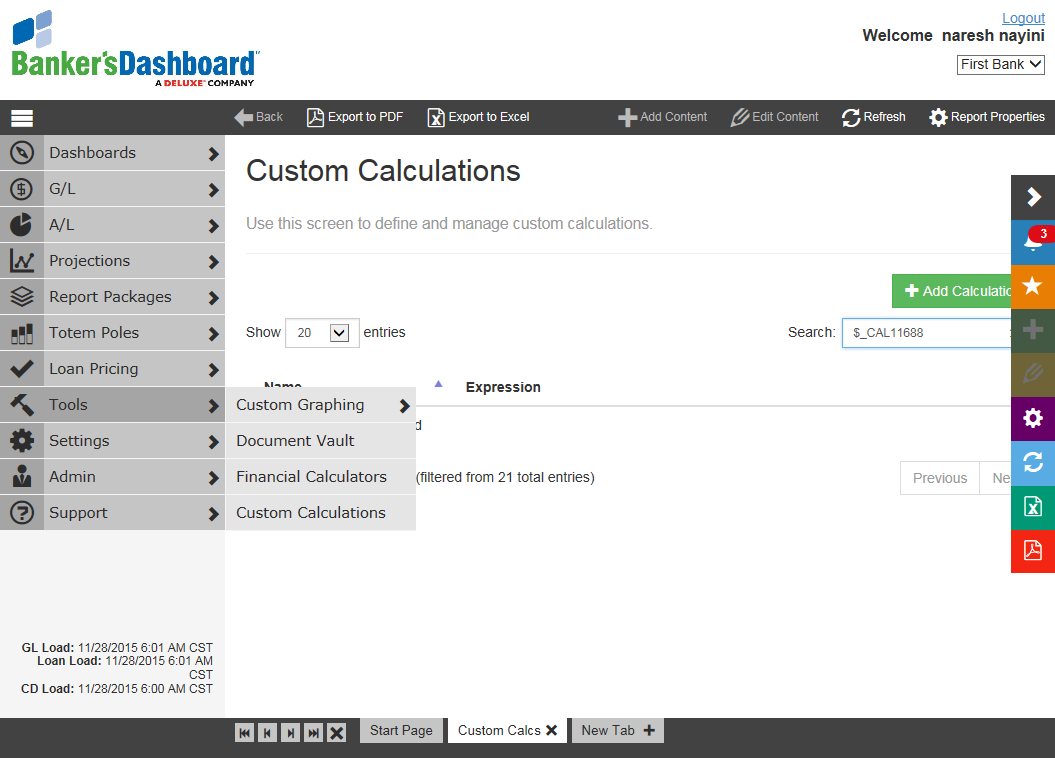 Logout
Welcome naresh nayini
First Bank
Banker'sDashboard™
A DELUXE® COMPANY
Back
Export to PDF
Export to Excel
Add Content
Edit Content
Refresh
Report Properties
Dashboards
G/L
A/L
Projections
Report Packages
Totem Poles
Loan Pricing
Tools
Settings
Admin
Support
Custom Graphing
Document Vault
Financial Calculators
Custom Calculations
Custom Calculations
Use this screen to define and manage custom calculations.
Add Calculatio
3
Show 20 entries
Search: $_CAL11688
Name
Expression
d
(filtered from 21 total entries)
Previous
Ne
GL Load: 11/28/2015 6:01 AM CST
Loan Load: 11/28/2015 6:01 AM
CST
CD Load: 11/28/2015 6:00 AM CST
Start Page
Custom Calcs
New Tab